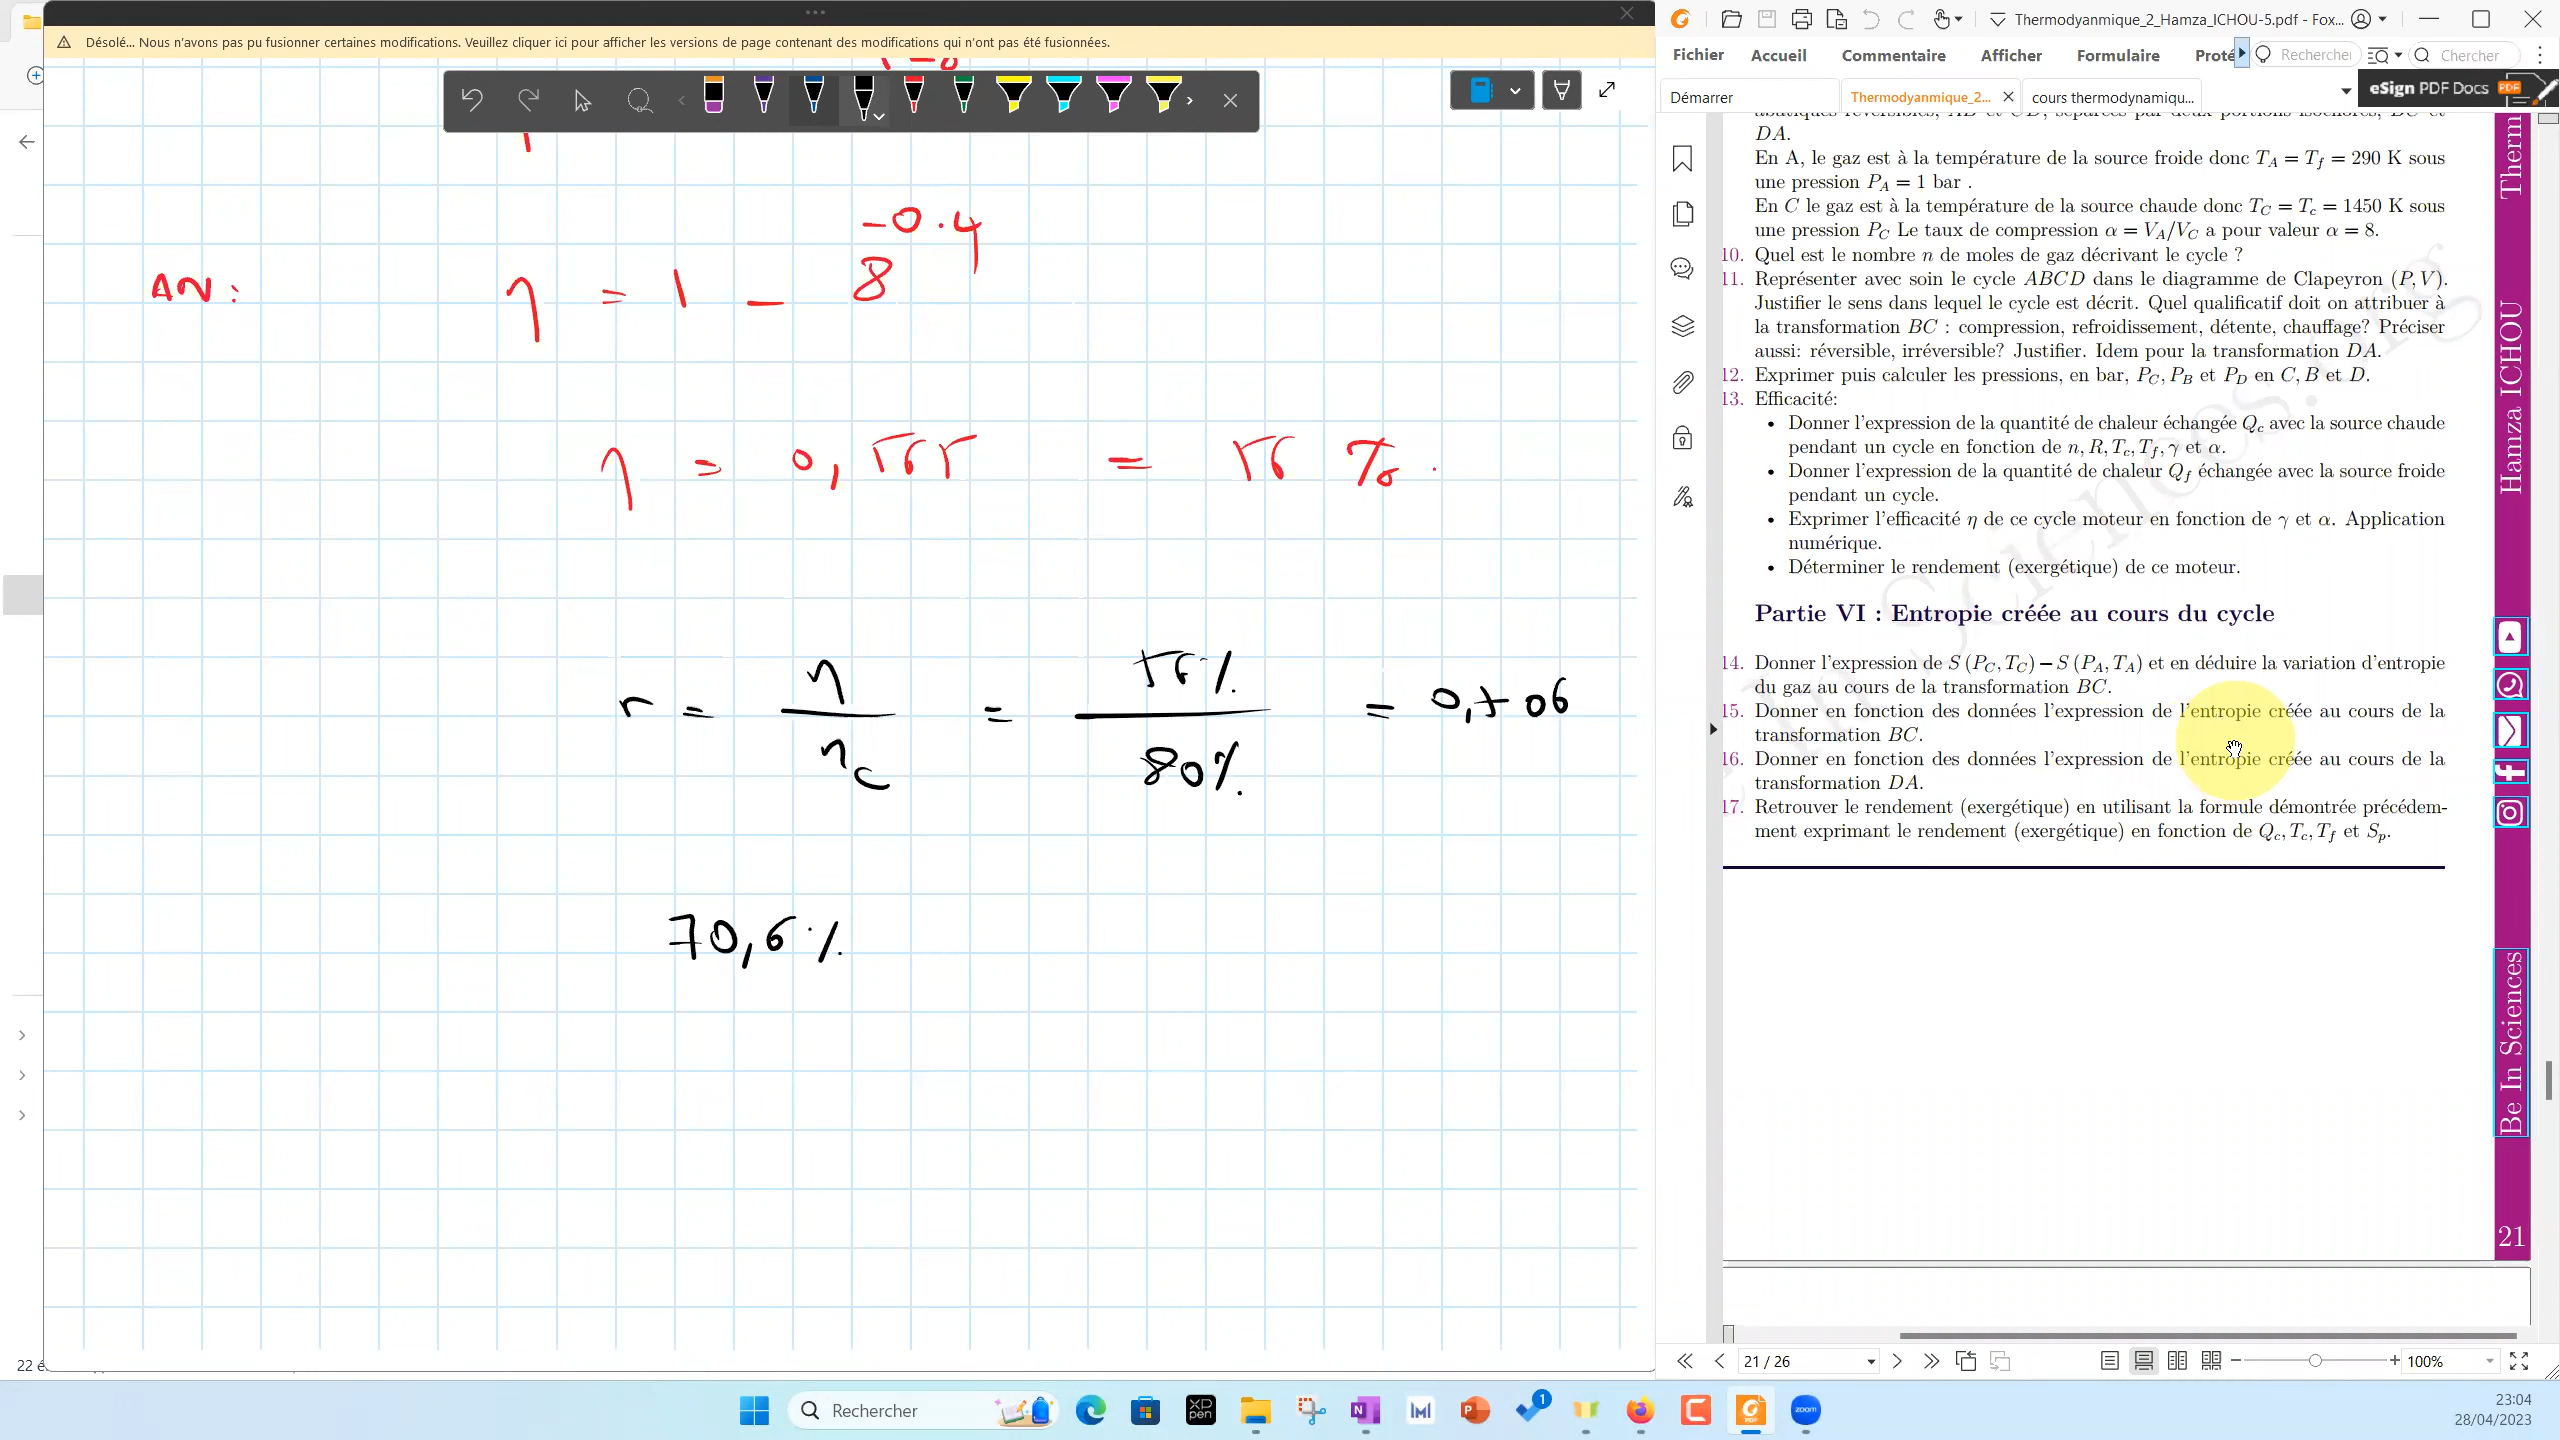 Désolé... Nous n'avons pas pu fusionner certaines modifications. Veuillez cliquer ici pour afficher les versions de page contenant des modifications qui n'ont pas été fusionnées.
AN :
η = 1 − 8^-0.4
η = 0,565 = 56 %.
r = η / η_c = 56% / 80% = 0,706
70,6 %
22
Thermodyanmique_2_Hamza_ICHOU-5.pdf - Fox...
Fichier Accueil Commentaire Afficher Formulaire Proté Rechercher Chercher
Démarrer Thermodyanmique_2... cours thermodynamiqu... eSign PDF Docs
DA.
En A, le gaz est à la température de la source froide donc T_A = T_f = 290 K sous
une pression P_A = 1 bar .
En C le gaz est à la température de la source chaude donc T_C = T_c = 1450 K sous
une pression P_C Le taux de compression α = V_A/V_C a pour valeur α = 8.
10. Quel est le nombre n de moles de gaz décrivant le cycle ?
11. Représenter avec soin le cycle ABCD dans le diagramme de Clapeyron (P, V).
Justifier le sens dans lequel le cycle est décrit. Quel qualificatif doit on attribuer à
la transformation BC : compression, refroidissement, détente, chauffage? Préciser
aussi: réversible, irréversible? Justifier. Idem pour la transformation DA.
12. Exprimer puis calculer les pressions, en bar, P_C, P_B et P_D en C, B et D.
13. Efficacité:
• Donner l'expression de la quantité de chaleur échangée Q_c avec la source chaude
pendant un cycle en fonction de n, R, T_c, T_f, γ et α.
• Donner l'expression de la quantité de chaleur Q_f échangée avec la source froide
pendant un cycle.
• Exprimer l'efficacité η de ce cycle moteur en fonction de γ et α. Application
numérique.
• Déterminer le rendement (exergétique) de ce moteur.
Partie VI : Entropie créée au cours du cycle
14. Donner l'expression de S (P_C, T_C) − S (P_A, T_A) et en déduire la variation d'entropie
du gaz au cours de la transformation BC.
15. Donner en fonction des données l'expression de l'entropie créée au cours de la
transformation BC.
16. Donner en fonction des données l'expression de l'entropie créée au cours de la
transformation DA.
17. Retrouver le rendement (exergétique) en utilisant la formule démontrée précédem-
ment exprimant le rendement (exergétique) en fonction de Q_c, T_c, T_f et S_p.
Therm
Hamza ICHOU
Be In Sciences
21
21 / 26
100%
Rechercher
23:04
28/04/2023